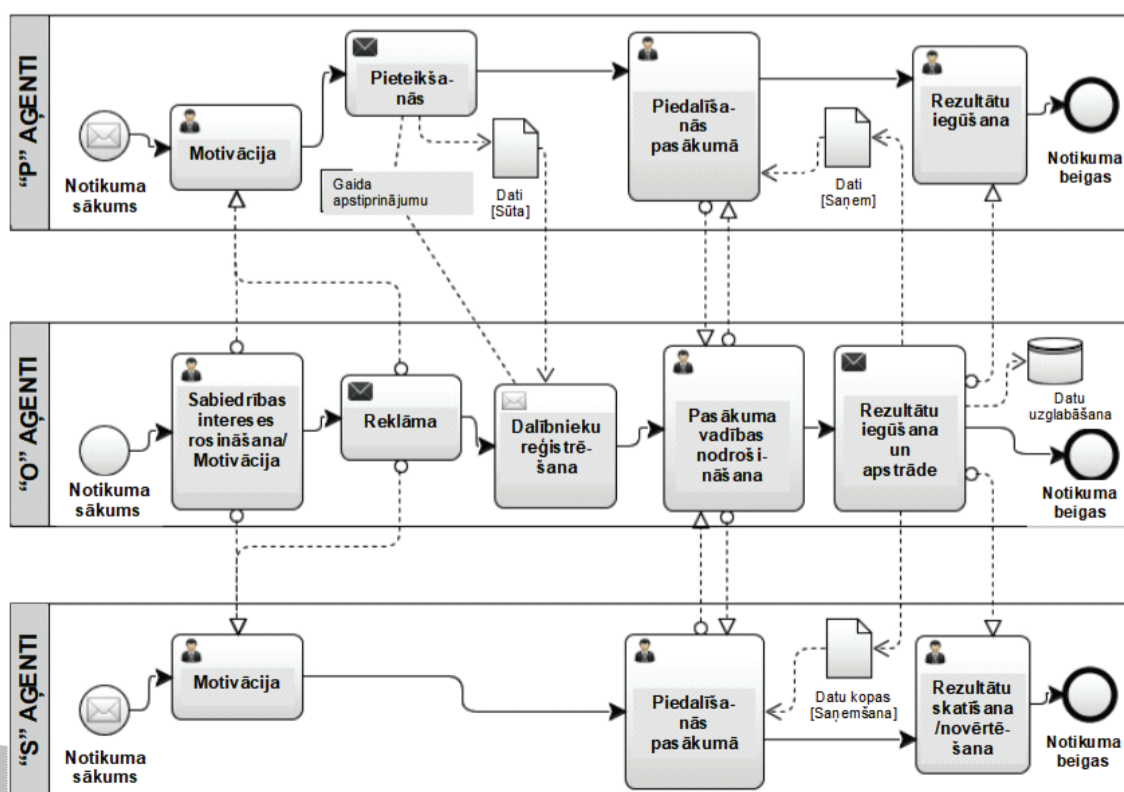 “P” AĢENTI
Notikuma
sākums
Motivācija
Pieteikša-
nās
Gaida
apstiprinājumu
Dati
[Sūta]
Piedalīša-
nās
pasākumā
Dati
[Saņem]
Rezultātu
iegūšana
Notikuma
beigas
“O” AĢENTI
Notikuma
sākums
Sabiedrības
intereses
rosināšana/
Motivācija
Reklāma
Dalībnieku
reģistrē-
šana
Pasākuma
vadības
nodroši-
nāšana
Rezultātu
iegūšana
un
apstrāde
Datu
uzglabāšana
Notikuma
beigas
“S” AĢENTI
Notikuma
sākums
Motivācija
Piedalīša-
nās
pasākumā
Datu kopas
[Saņemšana]
Rezultātu
skatīšana
/novērtē-
šana
Notikuma
beigas